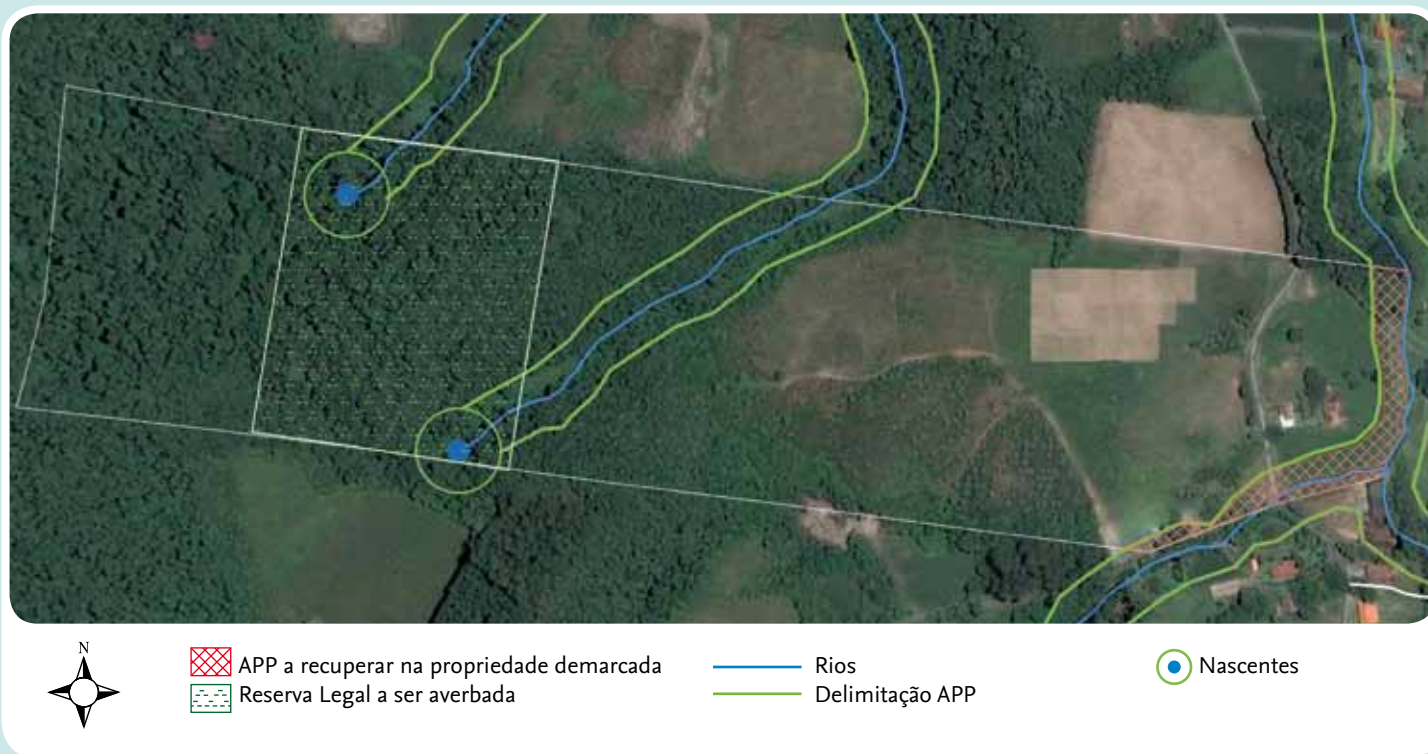 N
APP a recuperar na propriedade demarcada
Reserva Legal a ser averbada
Rios
Delimitação APP
Nascentes